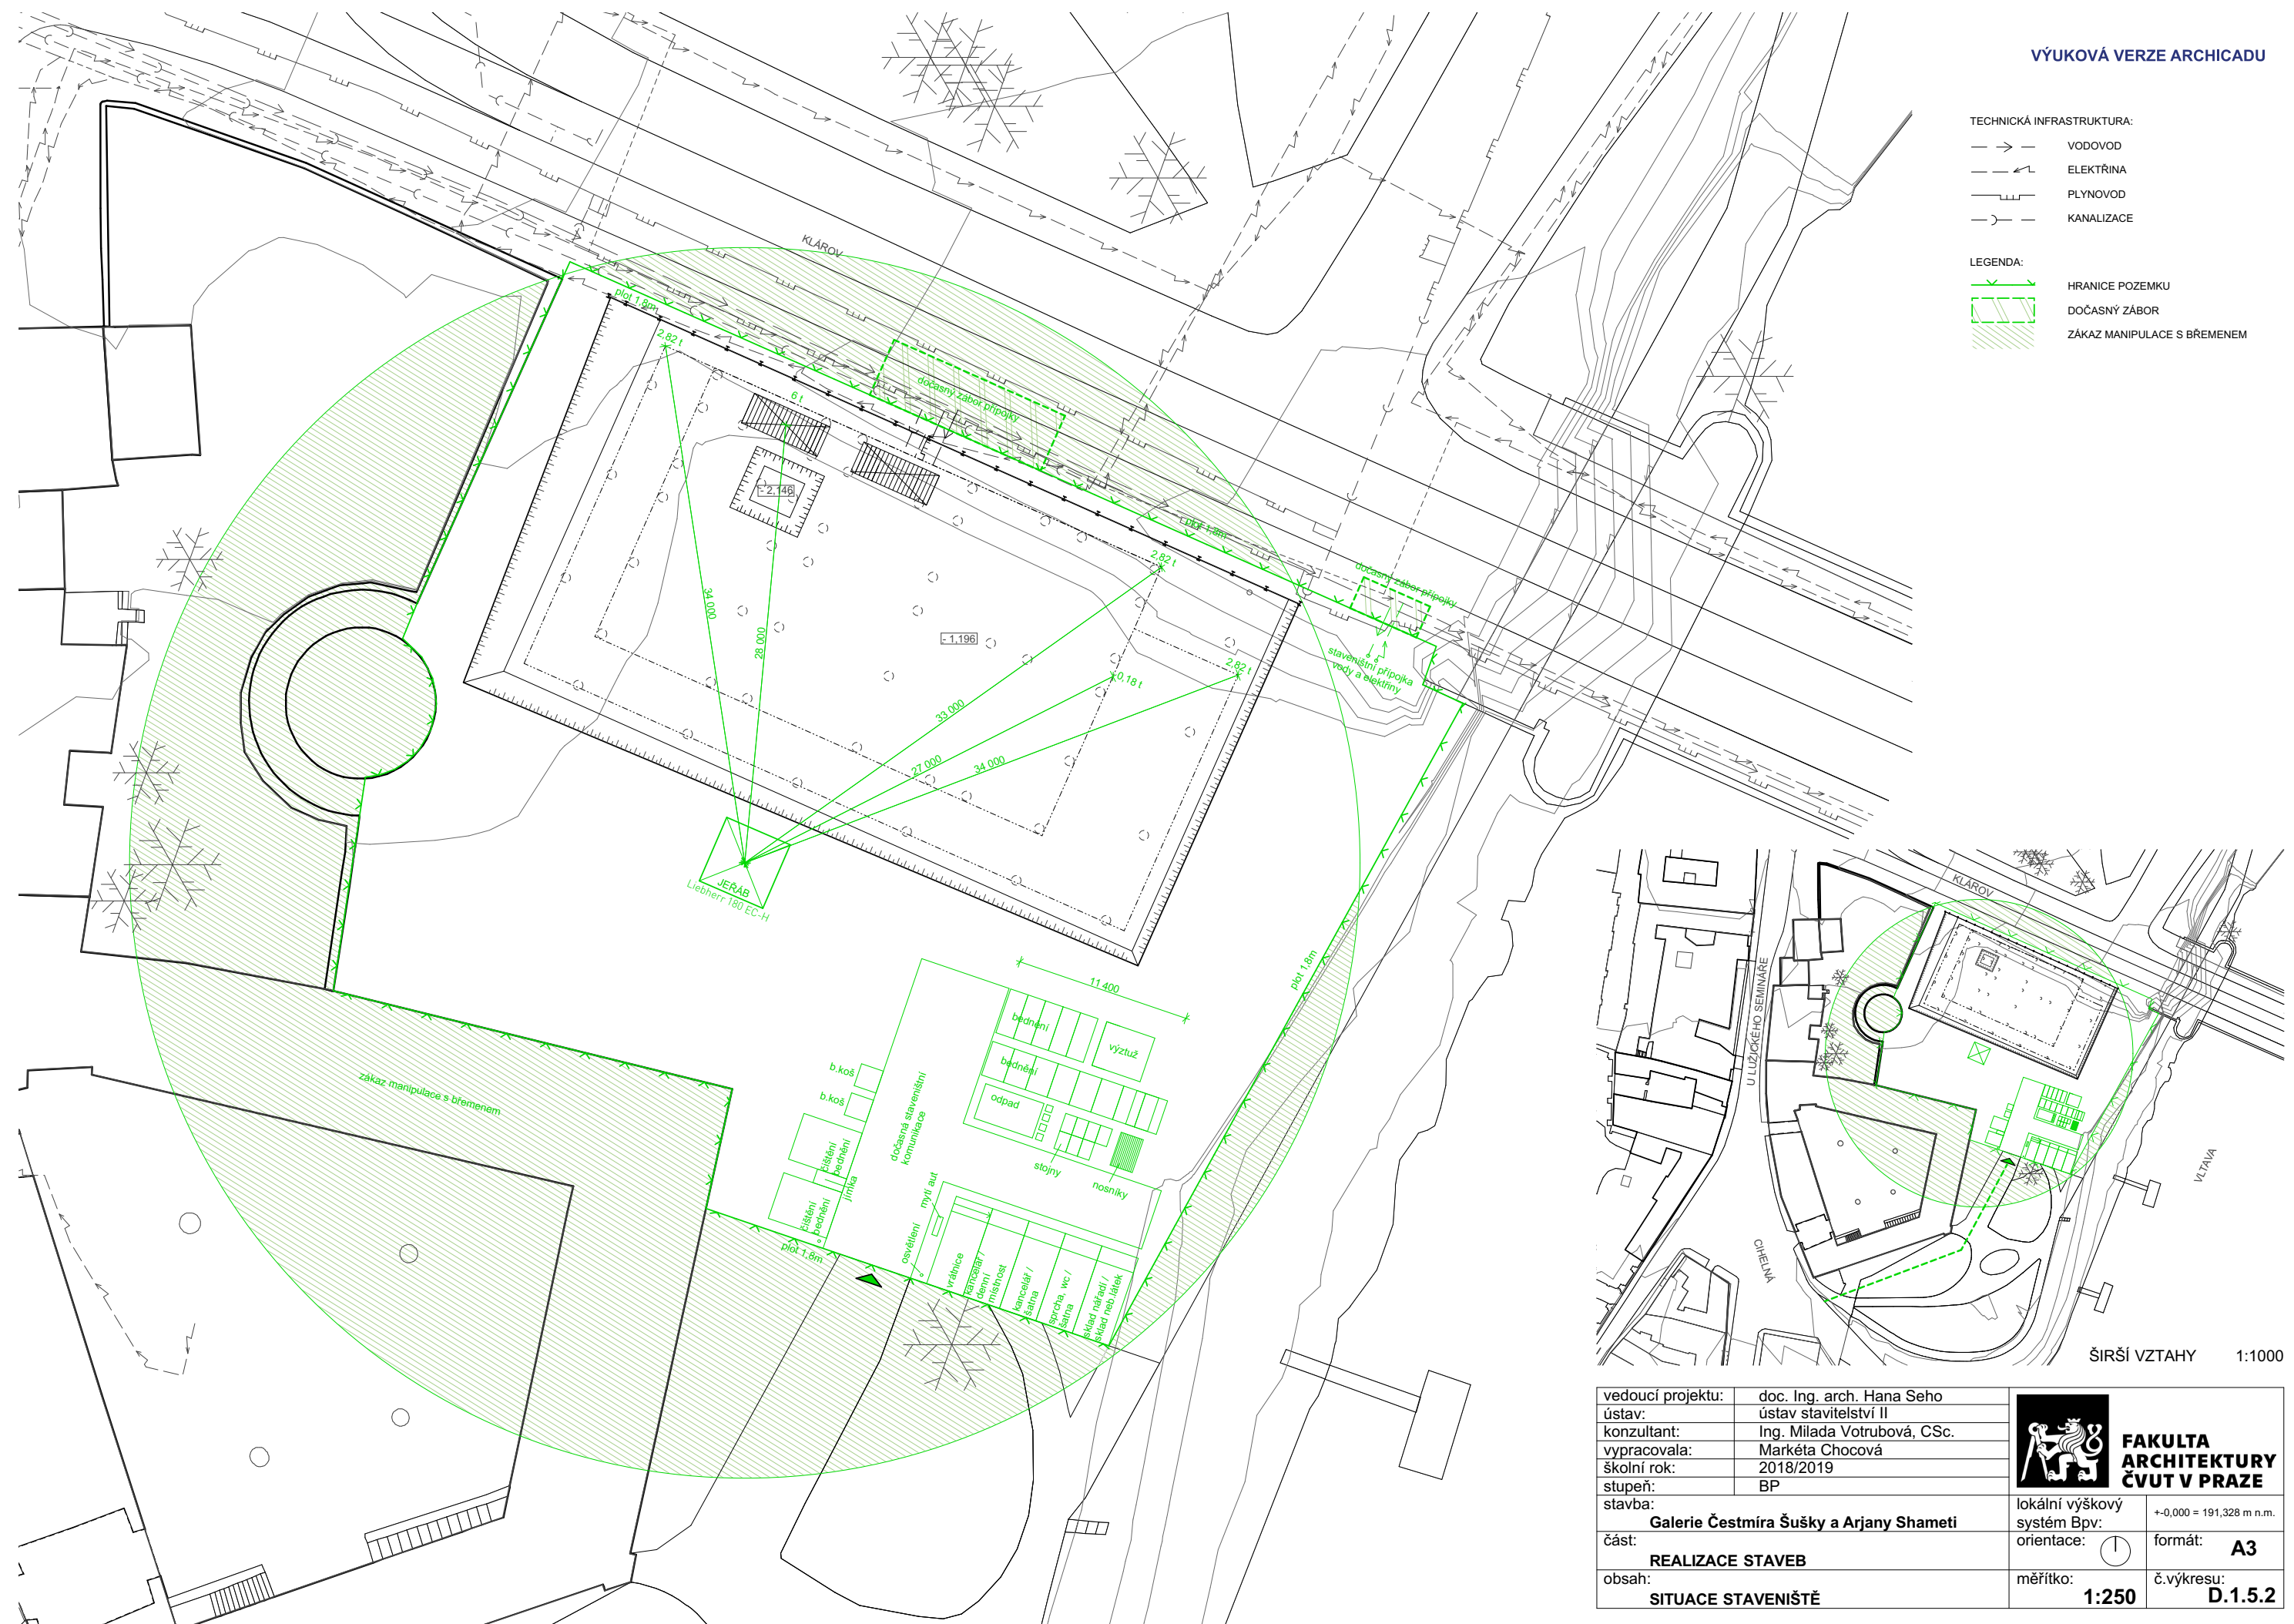 VÝUKOVÁ VERZE ARCHICADU
TECHNICKÁ INFRASTRUKTURA:
VODOVOD
ELEKTŘINA
PLYNOVOD
KANALIZACE
LEGENDA:
HRANICE POZEMKU
DOČASNÝ ZÁBOR
ZÁKAZ MANIPULACE S BŘEMENEM
KLÁROV
plot 1,8m
2,82 t
6 t
dočasný zábor přípojky
- 2,146
plot 1,8m
2,82 t
dočasný zábor přípojky
34 000
28 000
- 1,196
staveništní přípojka
vody a elektřiny
2,82 t
0,18 t
33 000
27 000
34 000
JEŘÁB
Liebherr 180 EC-H
plot 1,8m
11 400
bednění
výztuž
bednění
odpad
b.koš
b.koš
dočasná staveništní
komunikace
zákaz manipulace s břemenem
čištění
bednění
jímka
stojny
nosníky
čištění
bednění
mytí aut
osvětlení
plot 1,8m
vrátnice
kancelář /
denní
místnost
kancelář /
šatna
sprcha, wc /
šatna
sklad nářadí /
sklad neb.látek
KLÁROV
U LUŽICKÉHO SEMINÁŘE
CIHELNÁ
VLTAVA
ŠIRŠÍ VZTAHY 1:1000
vedoucí projektu: doc. Ing. arch. Hana Seho
ústav: ústav stavitelství II
konzultant: Ing. Milada Votrubová, CSc.
vypracovala: Markéta Chocová
školní rok: 2018/2019
stupeň: BP
FAKULTA
ARCHITEKTURY
ČVUT V PRAZE
stavba:
Galerie Čestmíra Šušky a Arjany Shameti
lokální výškový
systém Bpv:
+-0,000 = 191,328 m n.m.
část:
REALIZACE STAVEB
orientace:
formát: A3
obsah:
SITUACE STAVENIŠTĚ
měřítko:
1:250
č.výkresu:
D.1.5.2